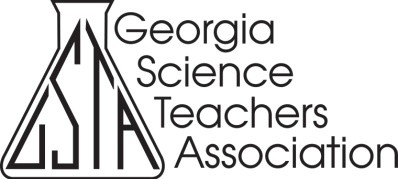 GSTA
Georgia
Science
Teachers
Association